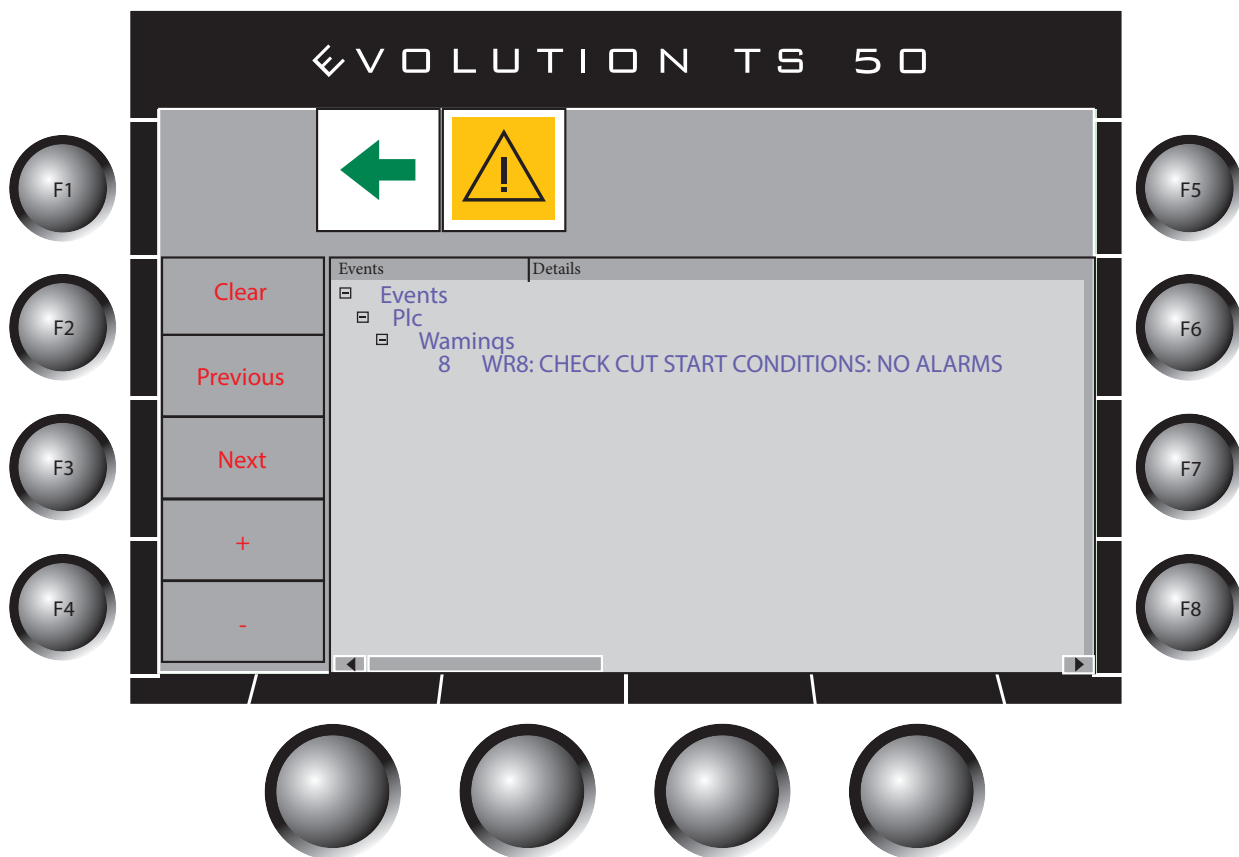 EVOLUTION TS 50
F1
F5
Events Details
Clear
Events
Plc
F2
F6
Waminqs
8 WR8: CHECK CUT START CONDITIONS: NO ALARMS
Previous
Next
F3
F7
+
F4
F8
-